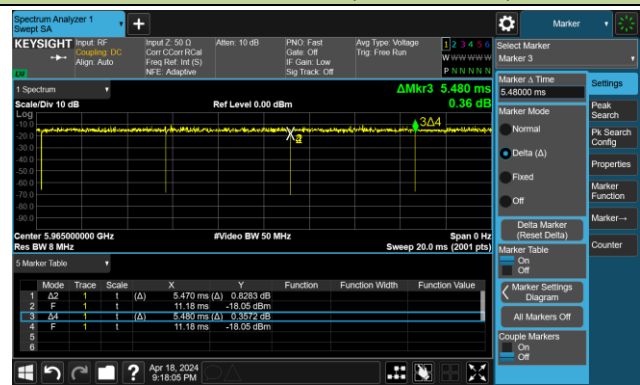 Spectrum Analyzer 1
Swept SA
Marker
KEYSIGHT
Input: RF
Coupling: DC
Align: Auto
Input Z: 50 Ω
Corr CCorr RCal
Freq Ref: Int (S)
NFE: Adaptive
Atten: 10 dB
PNO: Fast
Gate: Off
IF Gain: Low
Sig Track: Off
Avg Type: Voltage
Trig: Free Run
1 2 3 4 5 6
W W W W W W
P N N N N N
LW
1 Spectrum
ΔMkr3 5.480 ms
0.36 dB
Scale/Div 10 dB
Ref Level 0.00 dBm
Log
-10.0
-20.0
-30.0
-40.0
-50.0
-60.0
-70.0
-80.0
-90.0
3Δ4
Center 5.965000000 GHz
#Video BW 50 MHz
Span 0 Hz
Res BW 8 MHz
Sweep 20.0 ms (2001 pts)
5 Marker Table
Mode Trace Scale X Y Function Function Width Function Value
1 Δ2 1 t (Δ) 5.470 ms (Δ) 0.8283 dB
2 F 1 t 11.18 ms -18.05 dBm
3 Δ4 1 t (Δ) 5.480 ms (Δ) 0.3572 dB
4 F 1 t 11.18 ms -18.05 dBm
5
6
Apr 18, 2024
9:18:05 PM
Select Marker
Marker 3
Marker Δ Time
5.48000 ms
Marker Mode
Normal
Delta (Δ)
Fixed
Off
Delta Marker
(Reset Delta)
Marker Table
On
Off
Marker Settings
Diagram
All Markers Off
Couple Markers
On
Off
Settings
Peak
Search
Pk Search
Config
Properties
Marker
Function
Marker→
Counter